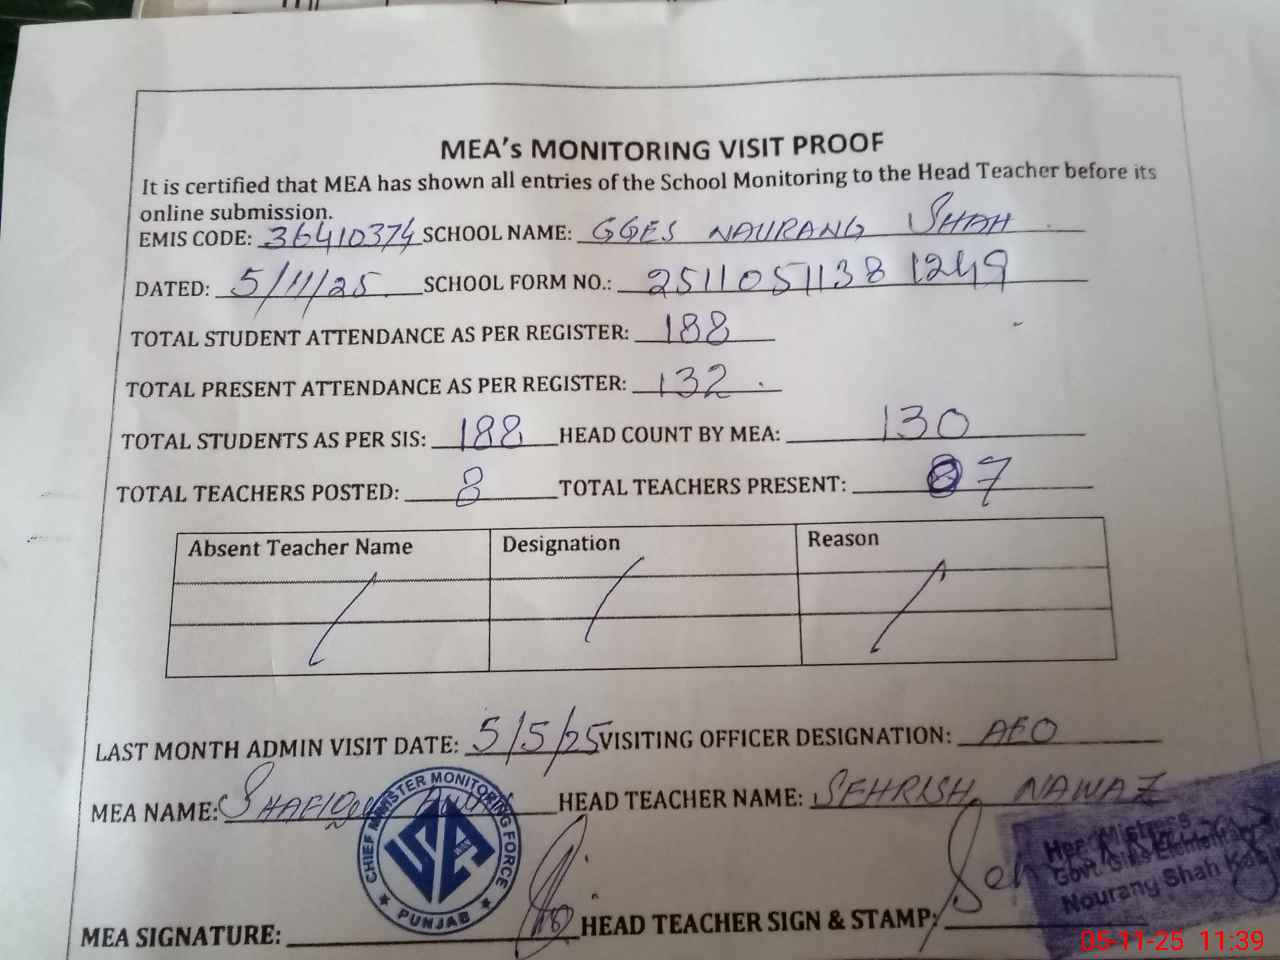 MEA's MONITORING VISIT PROOF
It is certified that MEA has shown all entries of the School Monitoring to the Head Teacher before its
online submission.
EMIS CODE: 36410374 SCHOOL NAME: GGES NAURANG SHAH
DATED: 5/11/25 SCHOOL FORM NO.: 2511051138 1249
TOTAL STUDENT ATTENDANCE AS PER REGISTER: 188
TOTAL PRESENT ATTENDANCE AS PER REGISTER: 132
TOTAL STUDENTS AS PER SIS: 188 HEAD COUNT BY MEA: 130
TOTAL TEACHERS POSTED: 8 TOTAL TEACHERS PRESENT: 07
Absent Teacher Name Designation Reason
LAST MONTH ADMIN VISIT DATE: 5/5/25 VISITING OFFICER DESIGNATION: AEO
MEA NAME: HEAD TEACHER NAME: SEHRISH NAWAZ
CHIEF MINISTER MONITORING FORCE
PUNJAB
MEA SIGNATURE: HEAD TEACHER SIGN & STAMP:
Mistress
Govt. Girls
Nourang Shah
05-11-25 11:39